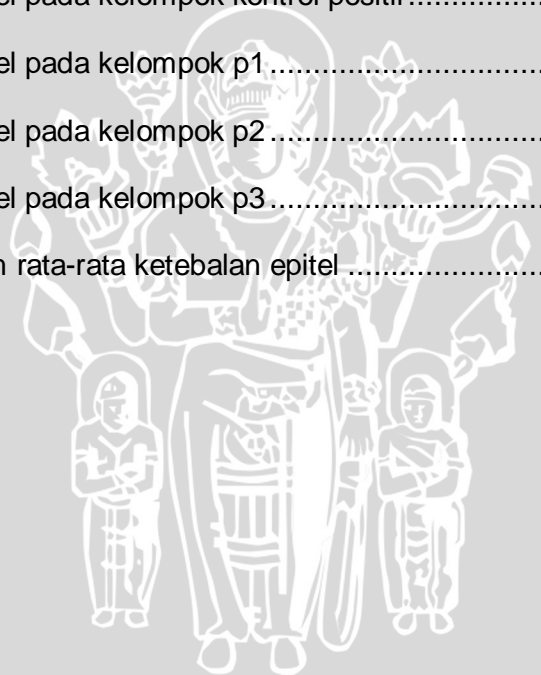 el pada kelompok kontrol positif....................
el pada kelompok p1..................................
el pada kelompok p2..................................
el pada kelompok p3..................................
n rata-rata ketebalan epitel ........................